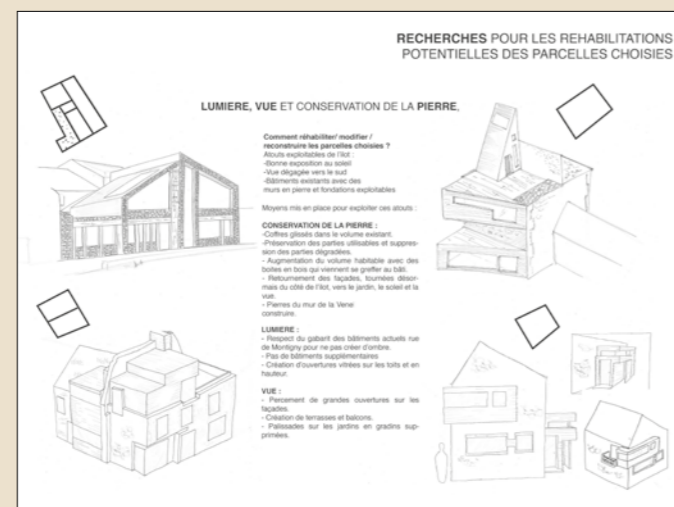 RECHERCHES POUR LES REHABILITATIONS
POTENTIELLES DES PARCELLES CHOISIES
LUMIERE, VUE ET CONSERVATION DE LA PIERRE,
Comment réhabiliter/ modifier /
reconstruire les parcelles choisies ?
Atouts exploitables de l'ilot :
-Bonne exposition au soleil
-Vue dégagée vers le sud
-Bâtiments existants avec des
murs en pierre et fondations exploitables
Moyens mis en place pour exploiter ces atouts :
CONSERVATION DE LA PIERRE :
-Coffres glissés dans le volume existant.
-Préservation des parties utilisables et suppres-
sion des parties dégradées.
- Augmentation du volume habitable avec des
boites en bois qui viennent se greffer au bâti.
- Retournement des façades, tournées désor-
mais du côté de l'ilot, vers le jardin, le soleil et la
vue.
- Pierres du mur de la Venel
construire.
LUMIERE :
- Respect du gabarit des bâtiments actuels rue
de Montigny pour ne pas créer d'ombre.
- Pas de bâtiments supplémentaires
- Création d'ouvertures vitrées sur les toits et en
hauteur.
VUE :
- Percement de grandes ouvertures sur les
façades.
- Création de terrasses et balcons.
- Palissades sur les jardins en gradins sup-
primées.